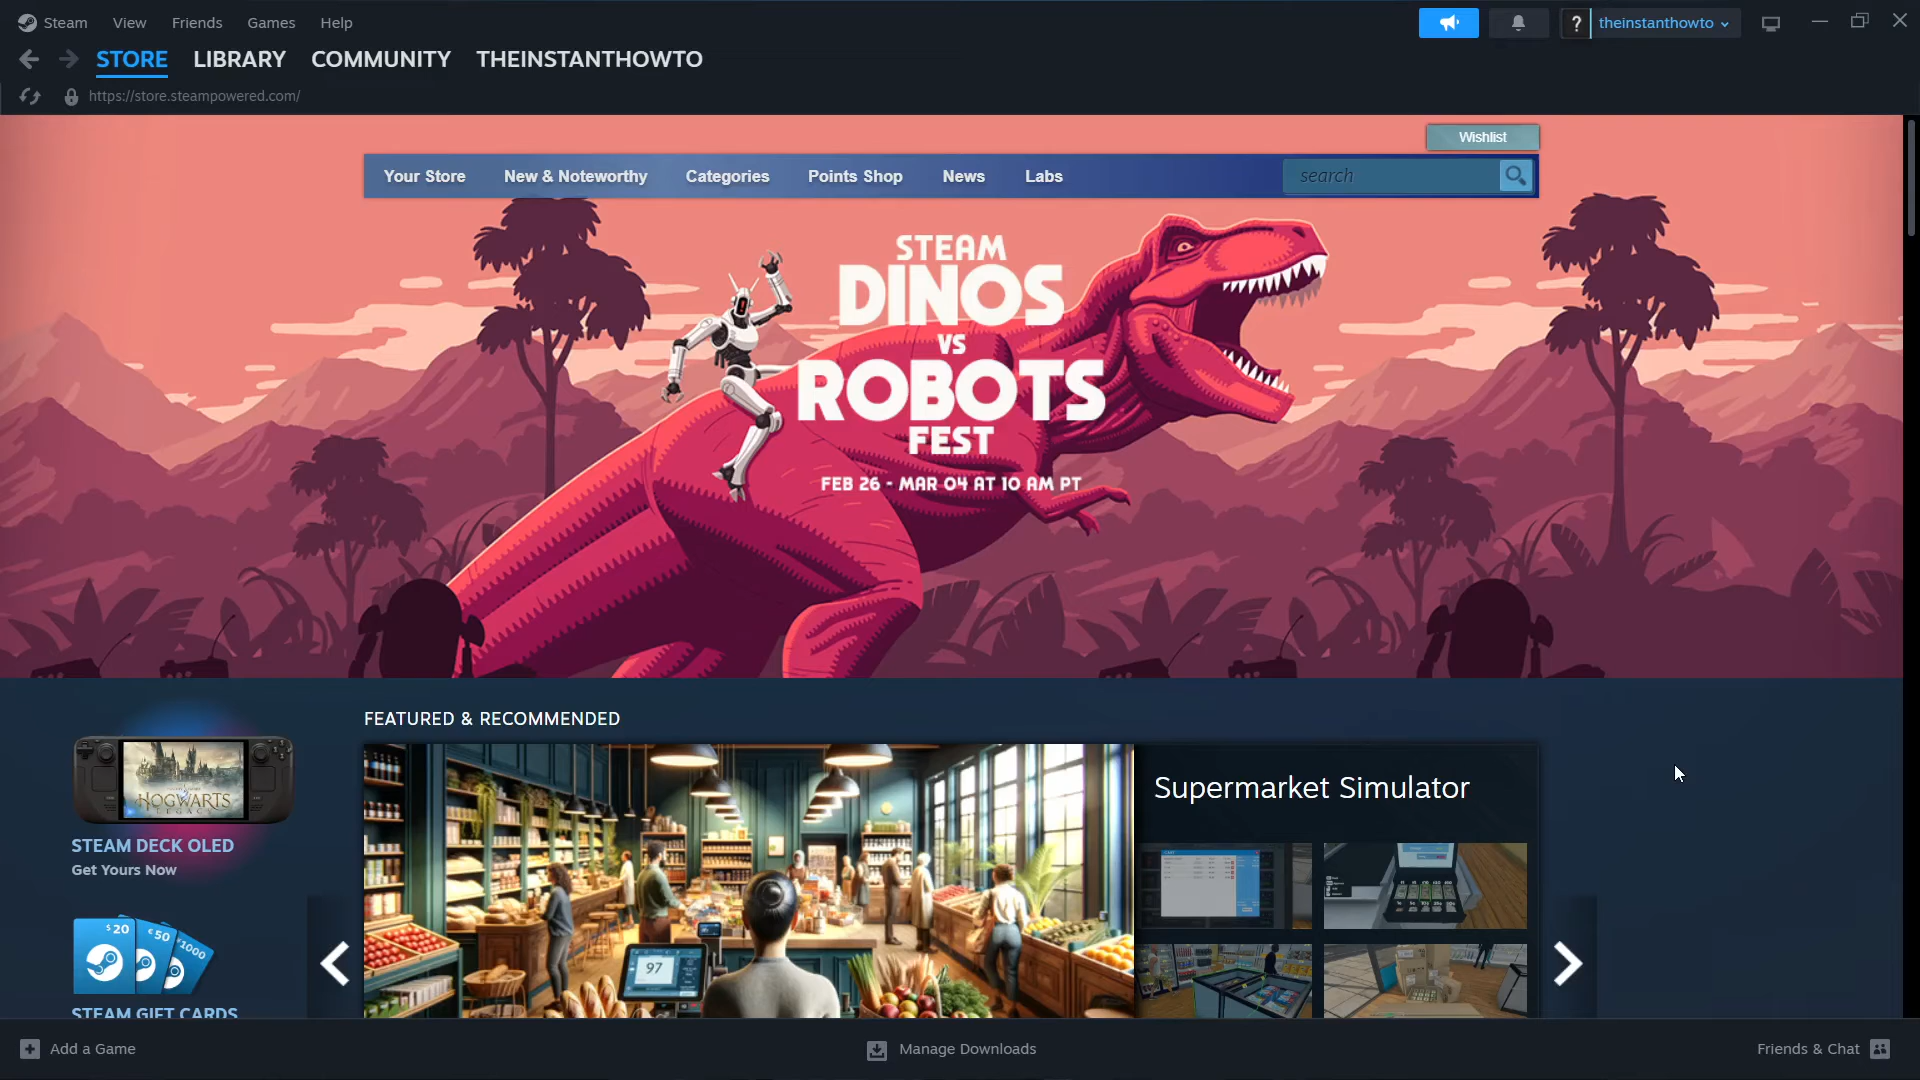 Steam View Friends Games Help
? theinstanthowto
STORE LIBRARY COMMUNITY THEINSTANTHOWTO
https://store.steampowered.com/
Wishlist
Your Store New & Noteworthy Categories Points Shop News Labs search
STEAM
DINOS
VS
ROBOTS
FEST
FEB 26 - MAR 04 AT 10 AM PT
FEATURED & RECOMMENDED
HOGWARTS
LEGACY
STEAM DECK OLED
Get Yours Now
Supermarket Simulator
97
$20 €50 ¥1000
STEAM GIFT CARDS
Add a Game Manage Downloads Friends & Chat